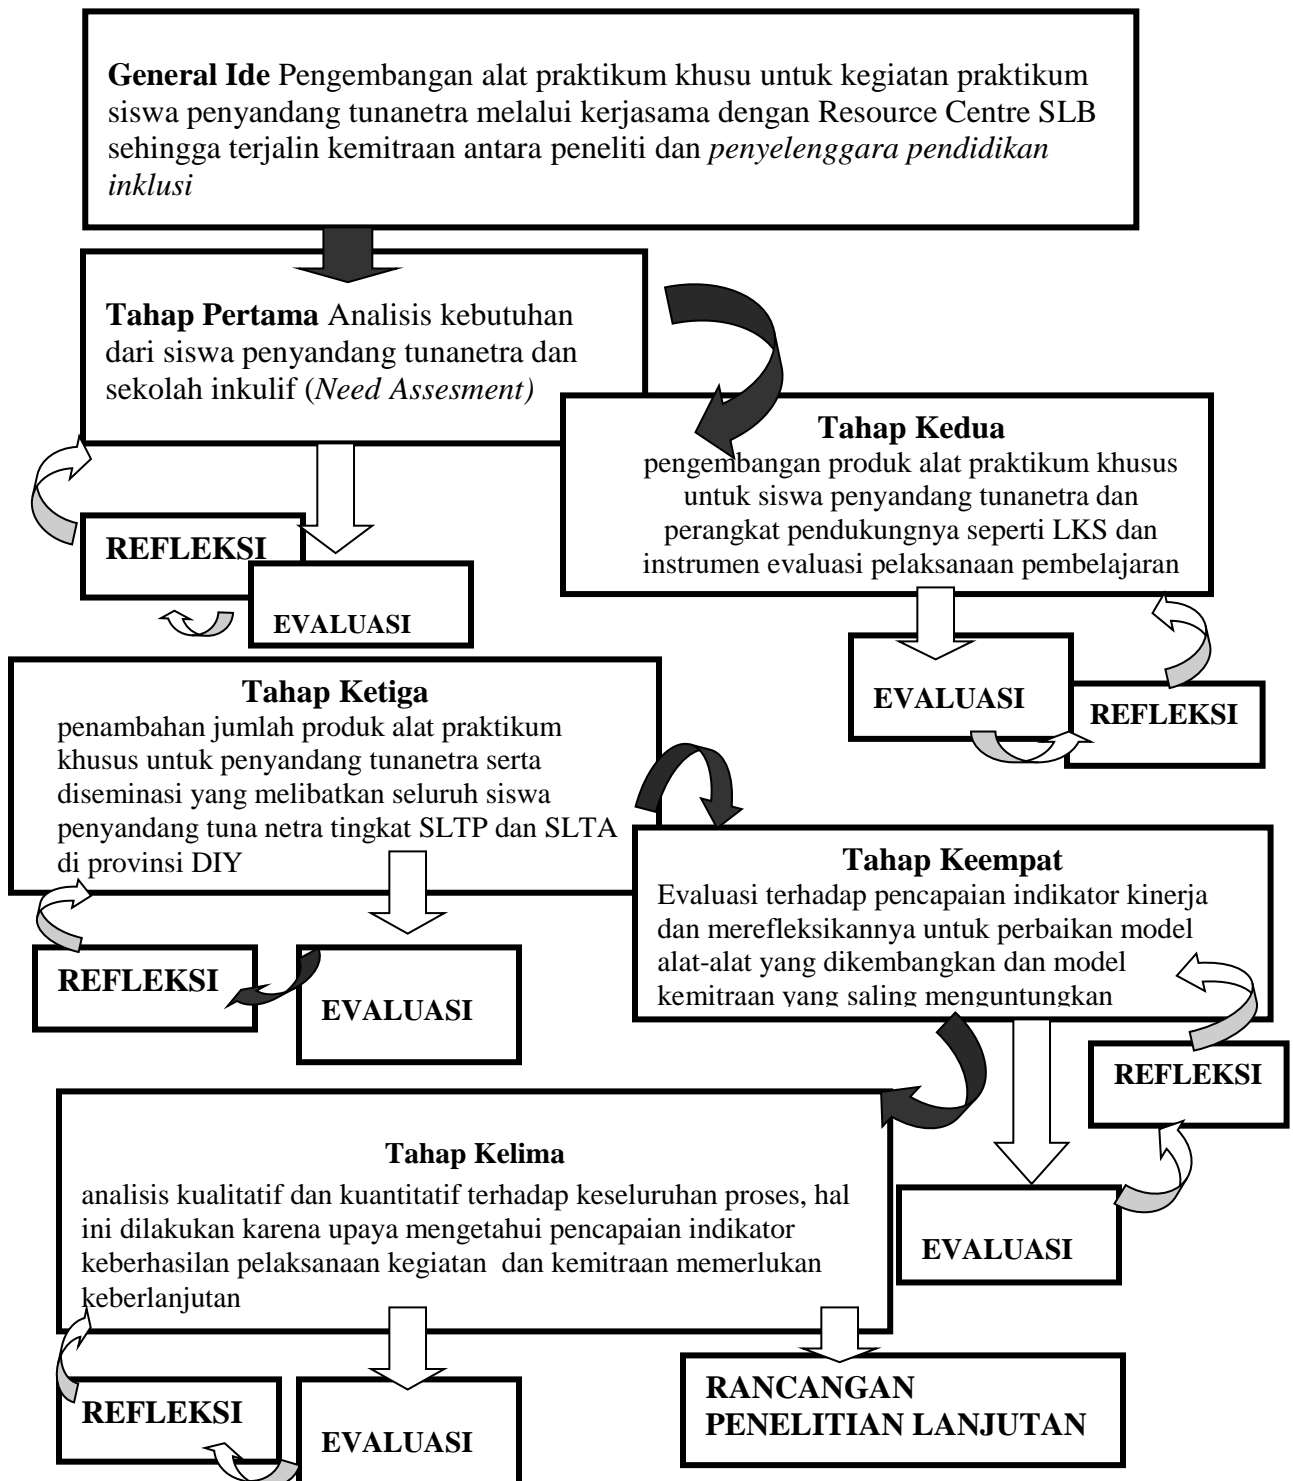 General Ide Pengembangan alat praktikum khusu untuk kegiatan praktikum
siswa penyandang tunanetra melalui kerjasama dengan Resource Centre SLB
sehingga terjalin kemitraan antara peneliti dan penyelenggara pendidikan
inklusi
Tahap Pertama Analisis kebutuhan
dari siswa penyandang tunanetra dan
sekolah inkulif (Need Assesment)
Tahap Kedua
pengembangan produk alat praktikum khusus
untuk siswa penyandang tunanetra dan
perangkat pendukungnya seperti LKS dan
instrumen evaluasi pelaksanaan pembelajaran
REFLEKSI
EVALUASI
EVALUASI
REFLEKSI
Tahap Ketiga
penambahan jumlah produk alat praktikum
khusus untuk penyandang tunanetra serta
diseminasi yang melibatkan seluruh siswa
penyandang tuna netra tingkat SLTP dan SLTA
di provinsi DIY
Tahap Keempat
Evaluasi terhadap pencapaian indikator kinerja
dan merefleksikannya untuk perbaikan model
alat-alat yang dikembangkan dan model
kemitraan yang saling menguntungkan
REFLEKSI
EVALUASI
REFLEKSI
EVALUASI
Tahap Kelima
analisis kualitatif dan kuantitatif terhadap keseluruhan proses, hal
ini dilakukan karena upaya mengetahui pencapaian indikator
keberhasilan pelaksanaan kegiatan  dan kemitraan memerlukan
keberlanjutan
REFLEKSI
EVALUASI
RANCANGAN
PENELITIAN LANJUTAN